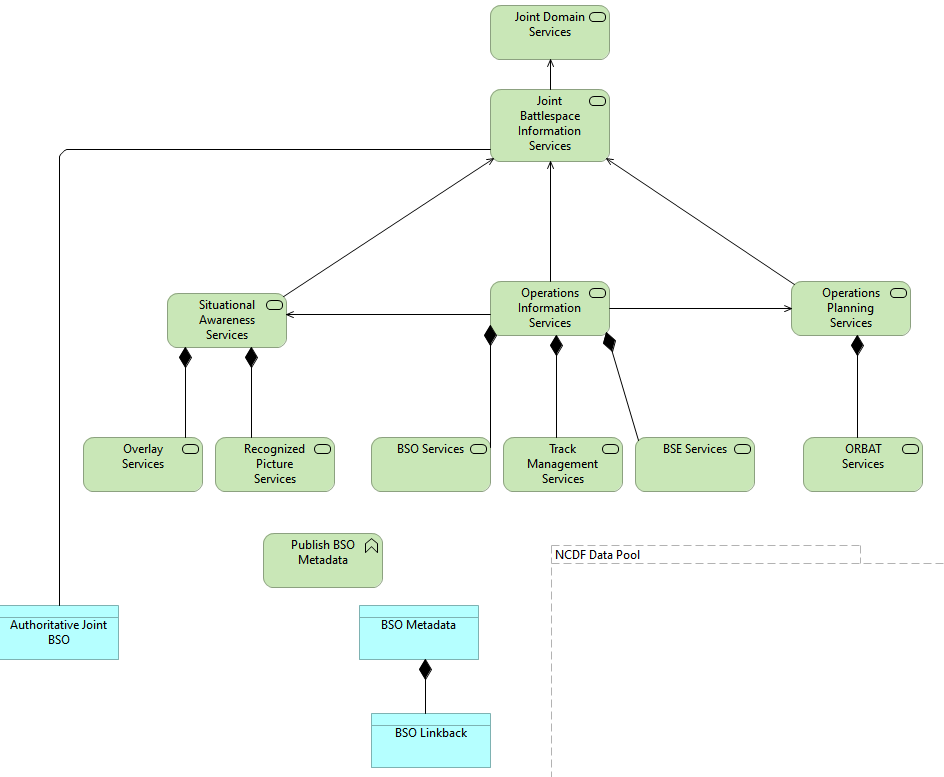 Joint Domain
Services
Joint
Battlespace
Information
Services
Situational
Awareness
Services
Operations
Information
Services
Operations
Planning
Services
Overlay
Services
Recognized
Picture
Services
BSO Services
Track
Management
Services
BSE Services
ORBAT
Services
Publish BSO
Metadata
NCDF Data Pool
Authoritative Joint
BSO
BSO Metadata
BSO Linkback